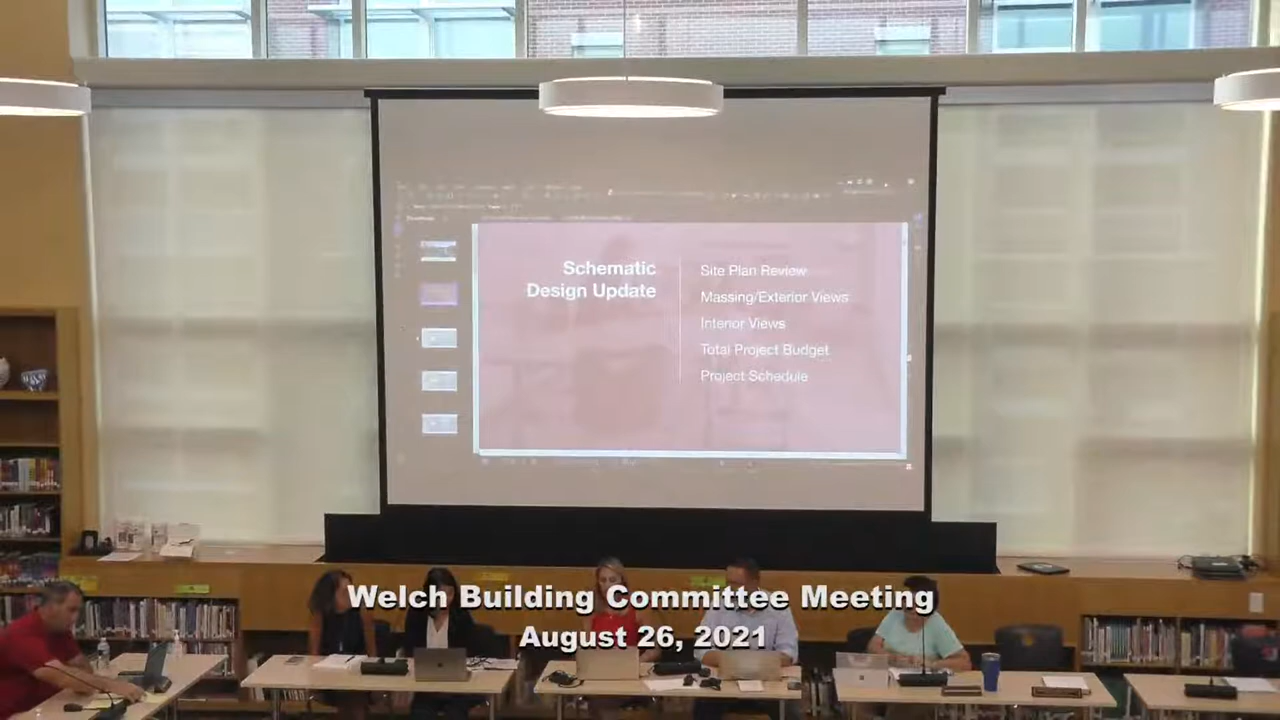 Schematic
Design Update
Site Plan Review
Massing/Exterior Views
Interior Views
Total Project Budget
Project Schedule
Welch Building Committee Meeting
August 26, 2021